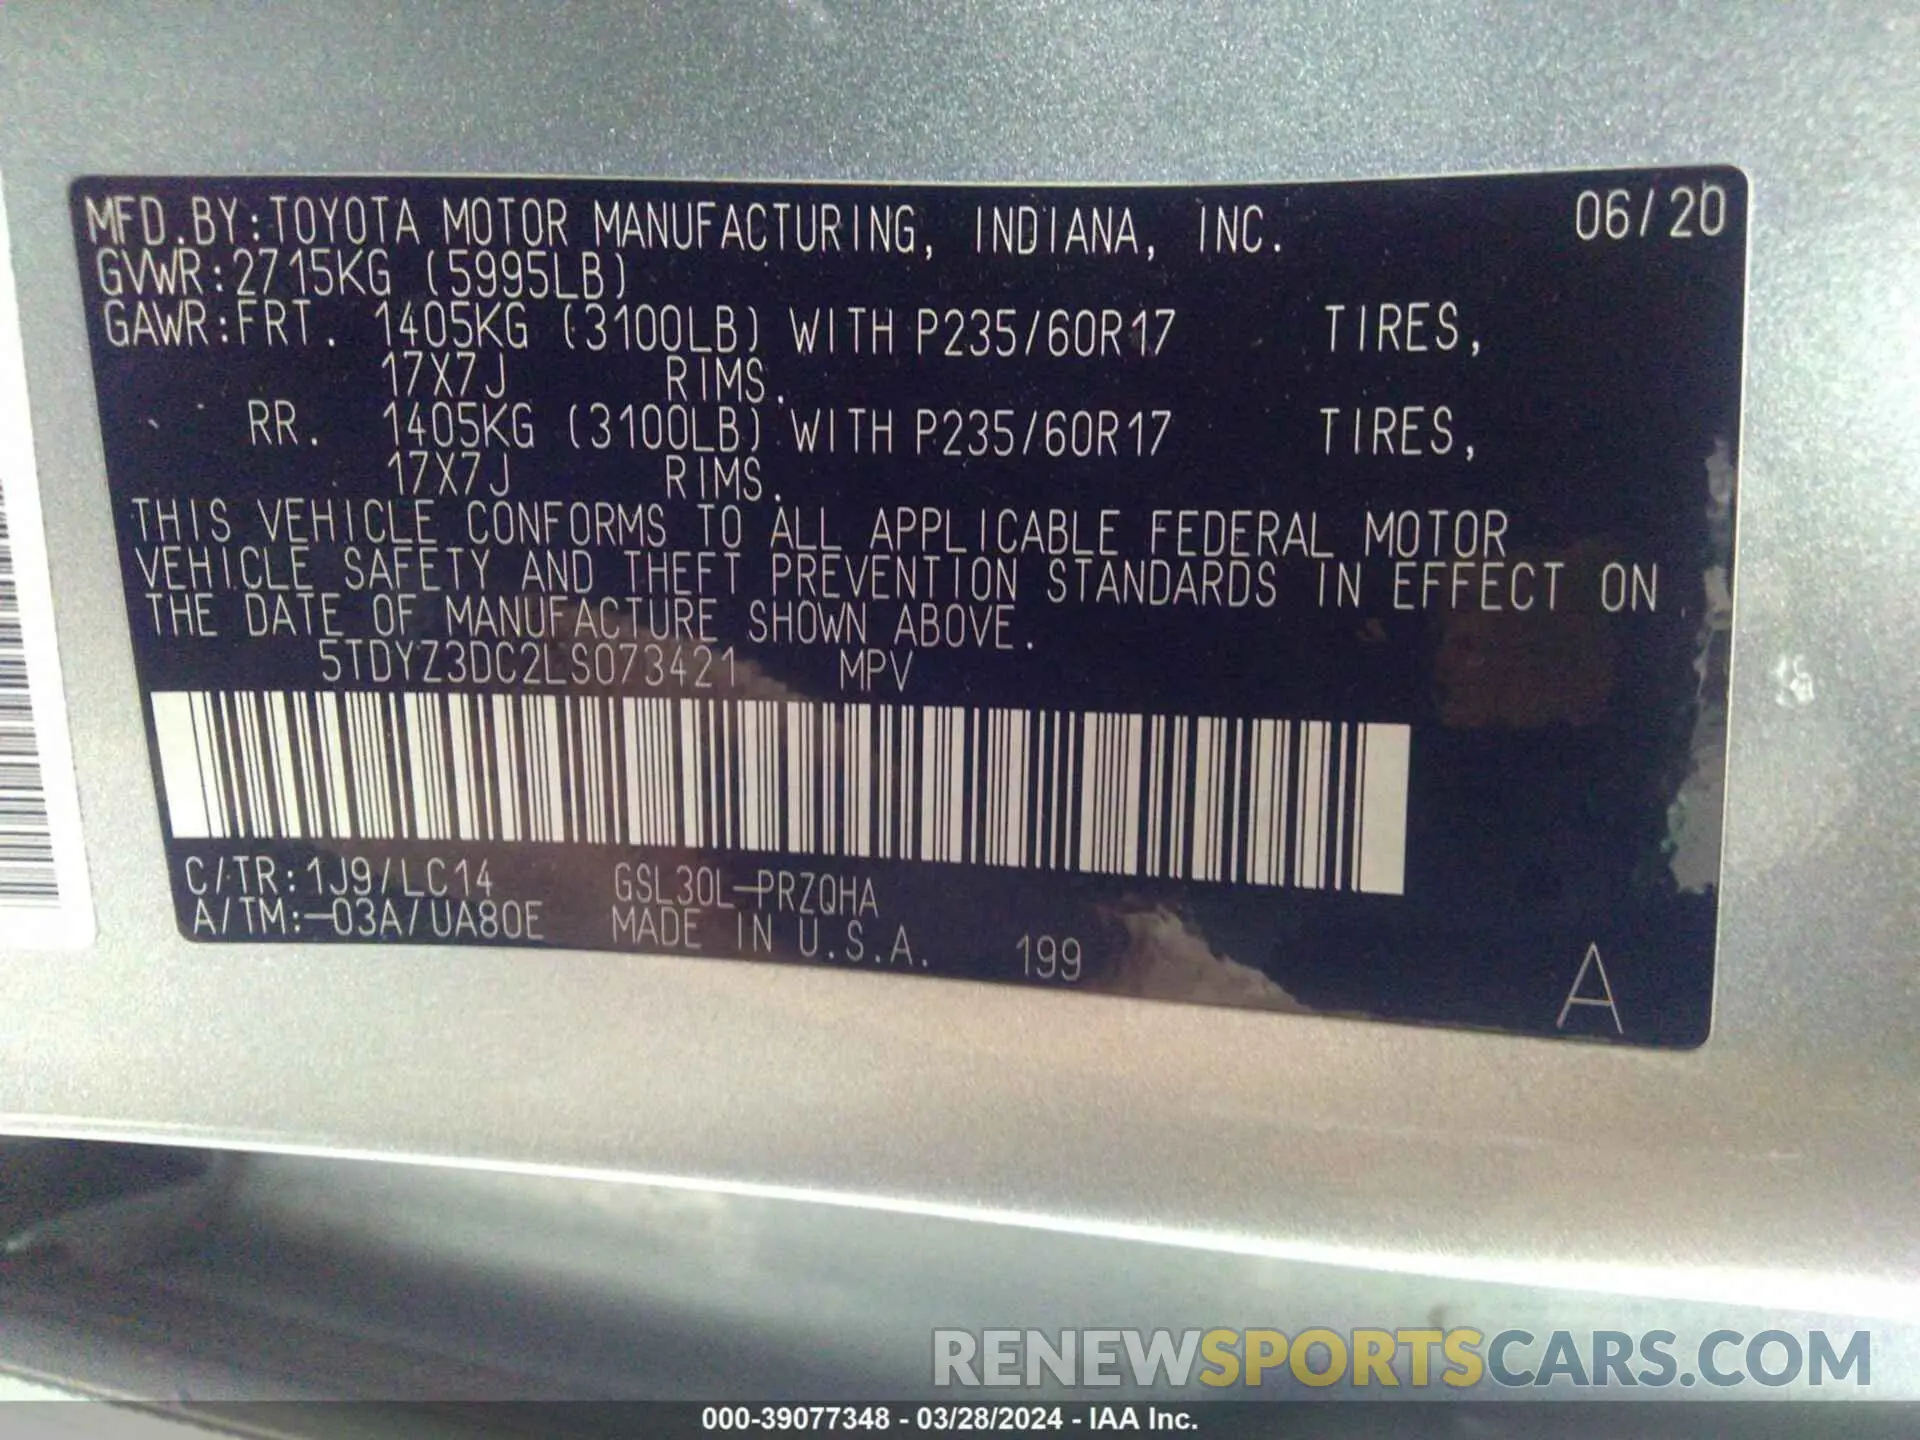 MFD.BY:TOYOTA MOTOR MANUFACTURING, INDIANA, INC. 06/20
GVWR:2715KG (5995LB)
GAWR:FRT. 1405KG (3100LB) WITH P235/60R17 TIRES,
17X7J RIMS.
RR. 1405KG (3100LB) WITH P235/60R17 TIRES,
17X7J RIMS.
THIS VEHICLE CONFORMS TO ALL APPLICABLE FEDERAL MOTOR
VEHICLE SAFETY AND THEFT PREVENTION STANDARDS IN EFFECT ON
THE DATE OF MANUFACTURE SHOWN ABOVE.
5TDYZ3DC2LS073421 MPV
C/TR:1J9/LC14 GSL30L-PRZQHA
A/TM:-03A/UA80E MADE IN U.S.A. 199
A
RENEWSPORTSCARS.COM
000-39077348 - 03/28/2024 - IAA Inc.